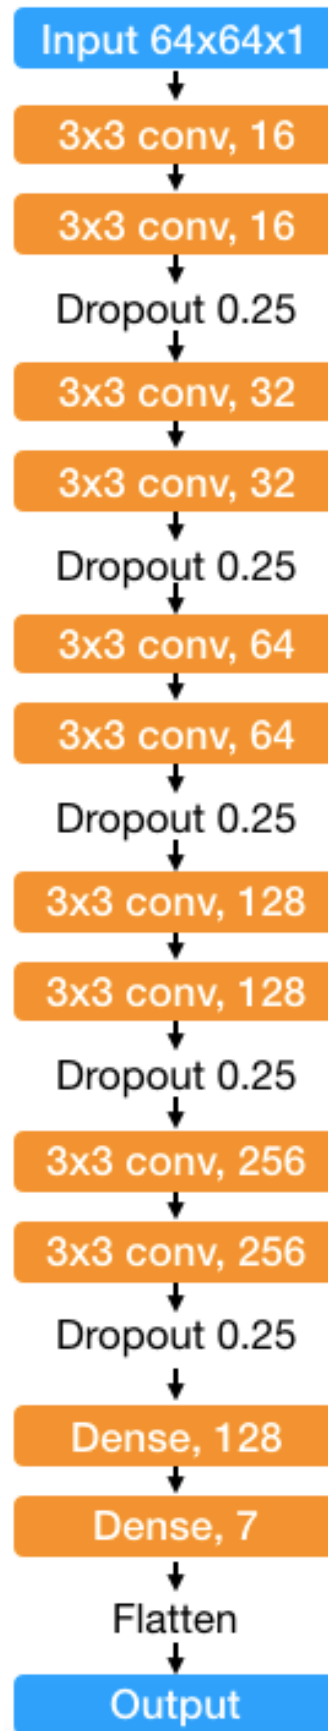 Input 64x64x1
3x3 conv, 16
3x3 conv, 16
Dropout 0.25
3x3 conv, 32
3x3 conv, 32
Dropout 0.25
3x3 conv, 64
3x3 conv, 64
Dropout 0.25
3x3 conv, 128
3x3 conv, 128
Dropout 0.25
3x3 conv, 256
3x3 conv, 256
Dropout 0.25
Dense, 128
Dense, 7
Flatten
Output